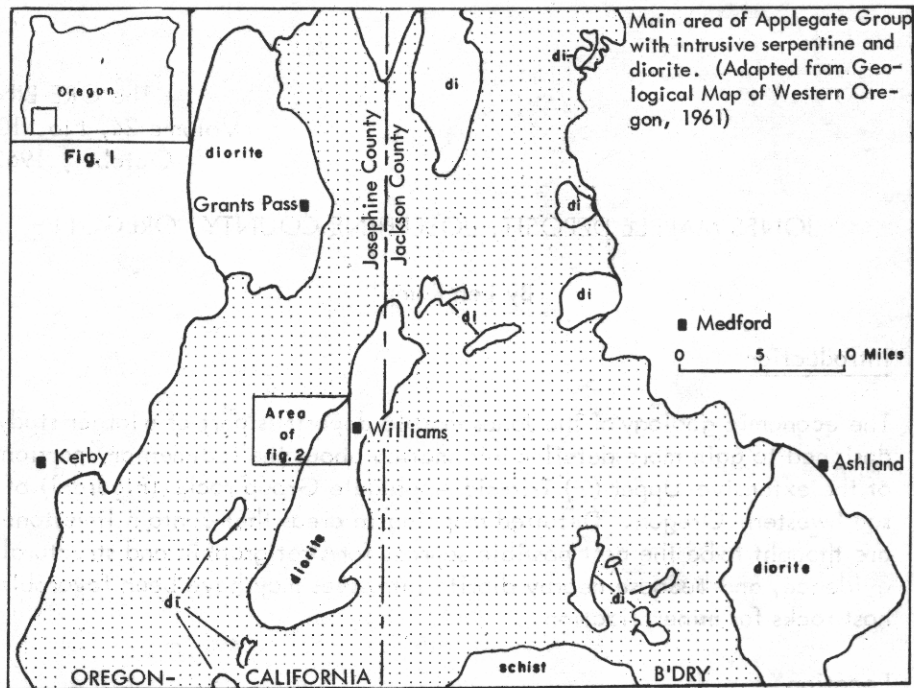 Main area of Applegate Group
with intrusive serpentine and
diorite. (Adapted from Geo-
logical Map of Western Ore-
gon, 1961)
Oregon
Fig. 1
diorite
Grants Pass
Josephine County
Jackson County
di
di
di
di
di
Medford
0 5 10 Miles
Area
of
fig. 2
Williams
Kerby
Ashland
diorite
di
di
diorite
schist
OREGON-
CALIFORNIA
B'DRY